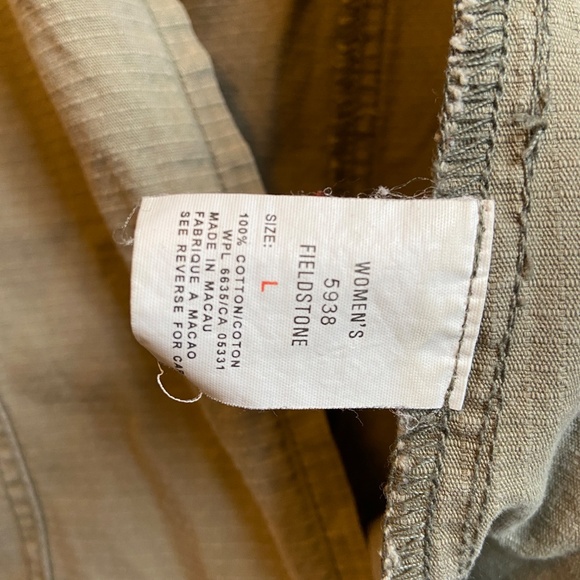 WOMEN'S
5938
FIELDSTONE
SIZE: L
100% COTTON/COTON
WPL 6635/CA 05331
MADE IN MACAU
FABRIQUE A MACAO
SEE REVERSE FOR